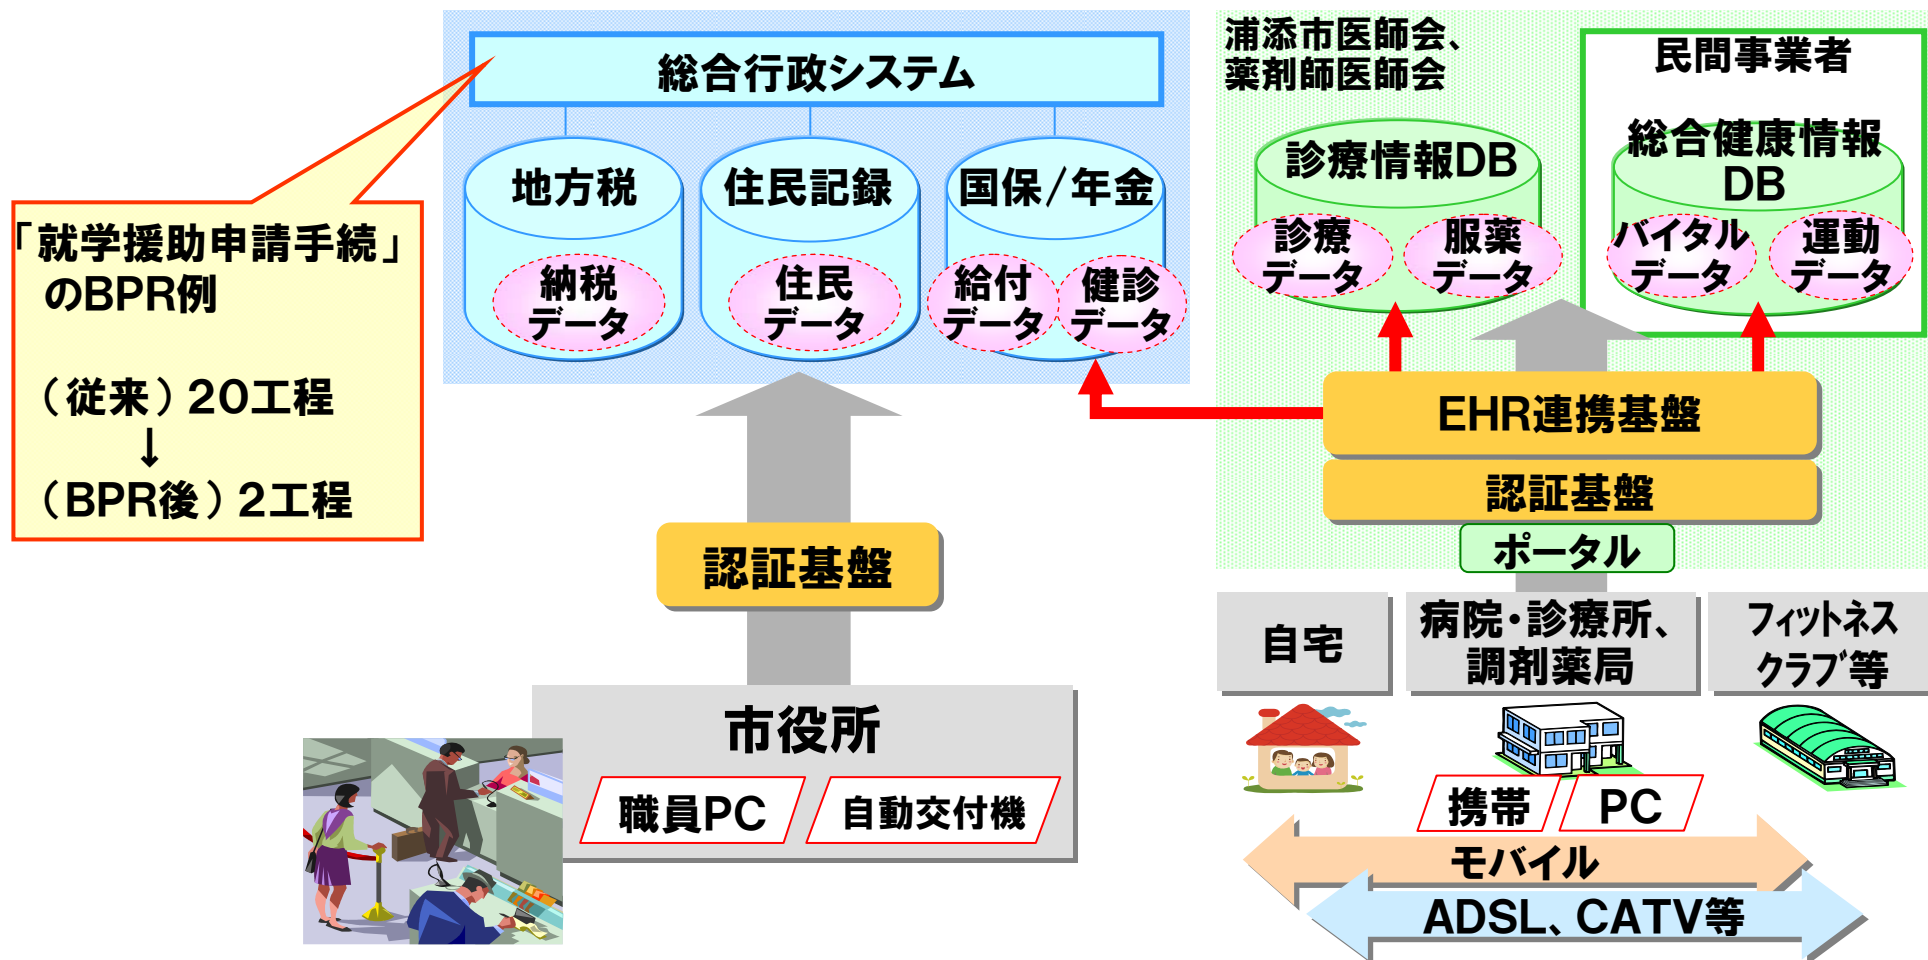 総合行政システム
地方税
住民記録
国保/年金
納税
データ
住民
データ
給付
データ
健診
データ
「就学援助申請手続」
のBPR例
（従来）20工程
↓
（BPR後）2工程
認証基盤
市役所
職員PC
自動交付機
浦添市医師会、
薬剤師医師会
民間事業者
診療情報DB
総合健康情報
DB
診療
データ
服薬
データ
バイタル
データ
運動
データ
EHR連携基盤
認証基盤
ポータル
自宅
病院・診療所、
調剤薬局
フィットネス
クラブ等
携帯
PC
モバイル
ADSL、CATV等